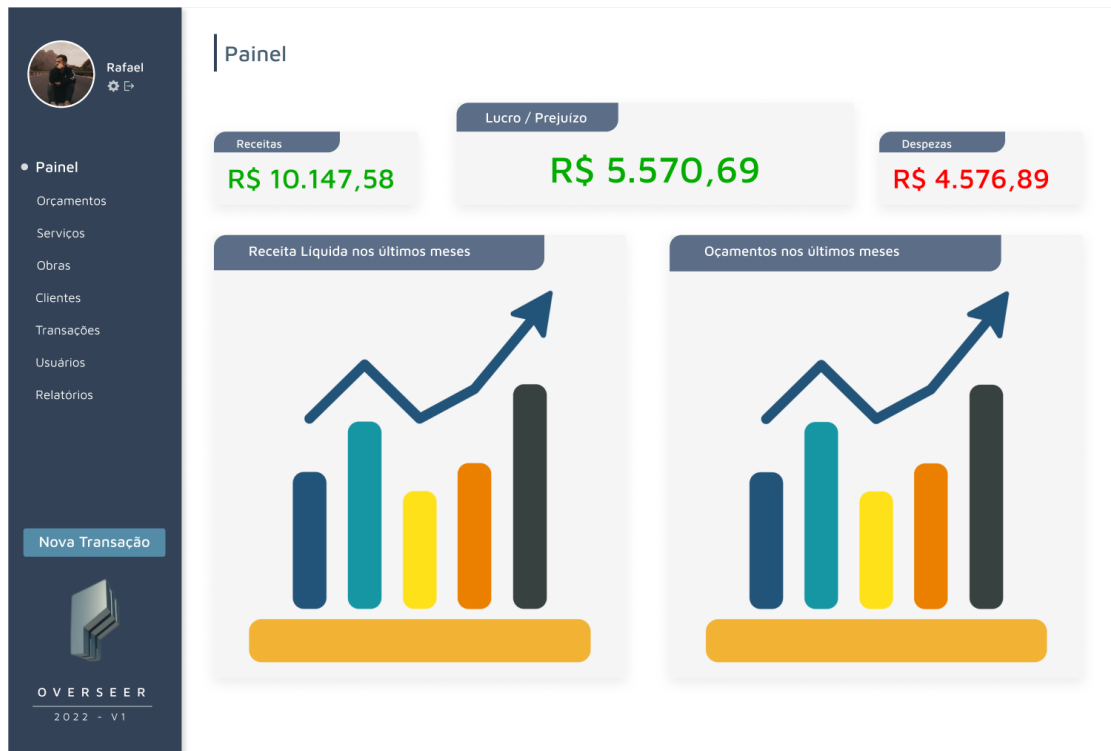 Rafael
Painel
Orçamentos
Serviços
Obras
Clientes
Transações
Usuários
Relatórios
Nova Transação
OVERSEER
2022 - V1
Painel
Receitas
R$ 10.147,58
Lucro / Prejuízo
R$ 5.570,69
Despezas
R$ 4.576,89
Receita Líquida nos últimos meses
Oçamentos nos últimos meses